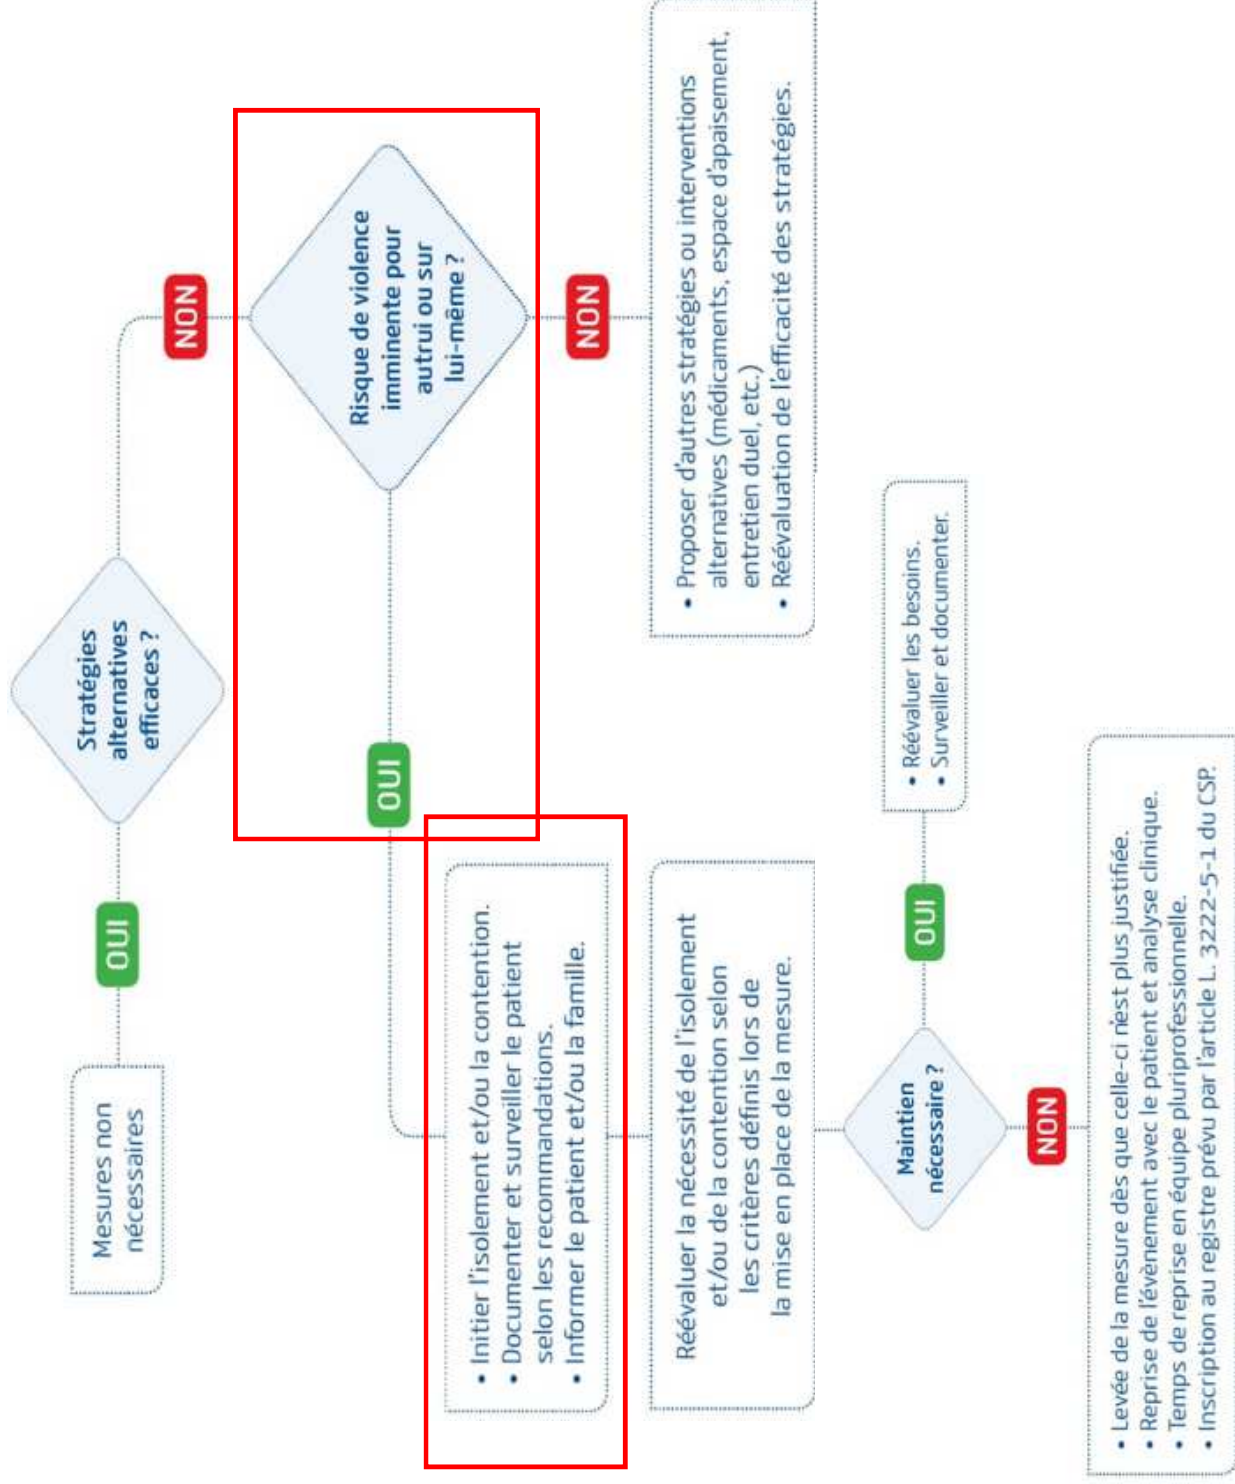 Stratégies
alternatives
efficaces ?
OUI
NON
Mesures non
nécessaires
Risque de violence
imminente pour
autrui ou sur
lui-même ?
OUI
NON
• Initier l'isolement et/ou la contention.
• Documenter et surveiller le patient
selon les recommandations.
• Informer le patient et/ou la famille.
• Proposer d'autres stratégies ou interventions
alternatives (médicaments, espace d'apaisement,
entretien duel, etc.)
• Réévaluation de l'efficacité des stratégies.
Réévaluer la nécessité de l'isolement
et/ou de la contention selon
les critères définis lors de
la mise en place de la mesure.
Maintien
nécessaire ?
OUI
• Réévaluer les besoins.
• Surveiller et documenter.
NON
• Levée de la mesure dès que celle-ci n'est plus justifiée.
• Reprise de l'évènement avec le patient et analyse clinique.
• Temps de reprise en équipe pluriprofessionnelle.
• Inscription au registre prévu par l'article L. 3222-5-1 du CSP.